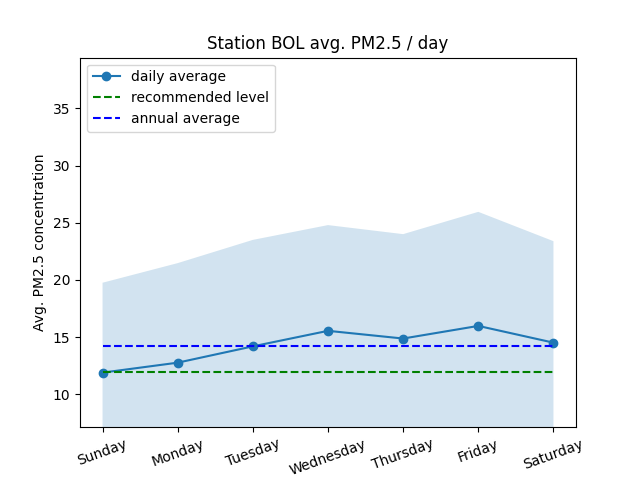 Station BOL avg. PM2.5 / day
daily average
recommended level
annual average
Avg. PM2.5 concentration
35
30
25
20
15
10
Sunday
Monday
Tuesday
Wednesday
Thursday
Friday
Saturday